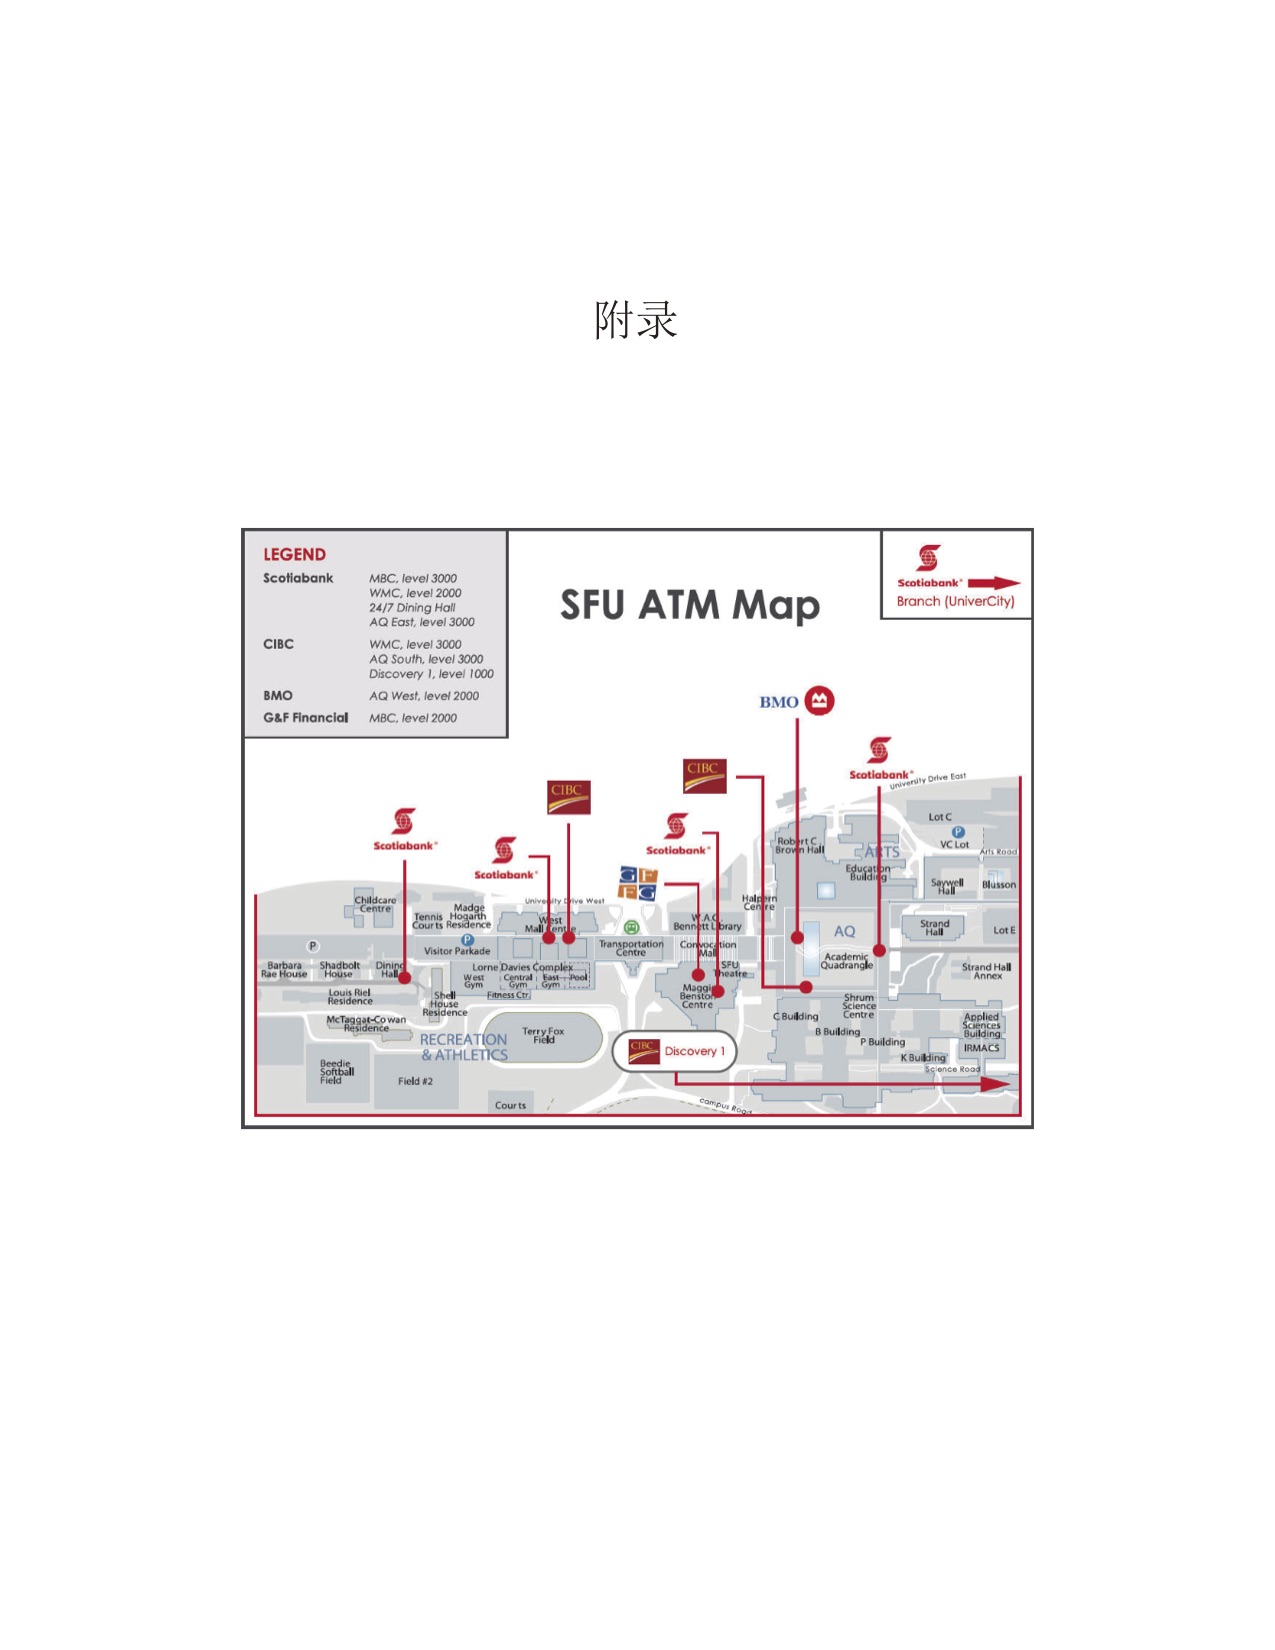 附录
LEGEND
Scotiabank MBC, level 3000
WMC, level 2000
24/7 Dining Hall
AQ East, level 3000
CIBC WMC, level 3000
AQ South, level 3000
Discovery 1, level 1000
BMO AQ West, level 2000
G&F Financial MBC, level 2000
SFU ATM Map
Scotiabank
Branch (UniverCity)
BMO
CIBC
Scotiabank
CIBC
Scotiabank
Scotiabank
Scotiabank
G F
F G
University Drive East
Lot C
P
VC Lot
Arts Road
Robert C
Brown Hall
ARTS
Education
Building
Saywell
Hall
Blusson
Childcare
Centre
Tennis
Courts
Madge
Hogarth
Residence
University Drive West
West
Mall Centre
Halpern
Centre
W.A.C.
Bennett Library
Strand
Hall
Lot E
AQ
P
P
Visitor Parkade
Transportation
Centre
Convocation
Mall
Academic
Quadrangle
Barbara
Rae House
Shadbolt
House
Dining
Hall
Lorne Davies Complex
West
Gym
Central
Gym
East
Gym
Pool
Fitness Ctr.
SFU
Theatre
Strand Hall
Annex
Louis Riel
Residence
Shell
House
Residence
Maggie
Benston
Centre
Shrum
Science
Centre
C Building
McTaggat-Cowan
Residence
RECREATION
& ATHLETICS
Terry Fox
Field
B Building
P Building
Applied
Sciences
Building
IRMACS
K Building
Science Road
CIBC Discovery 1
Beedie
Softball
Field
Field #2
Courts
campus Road